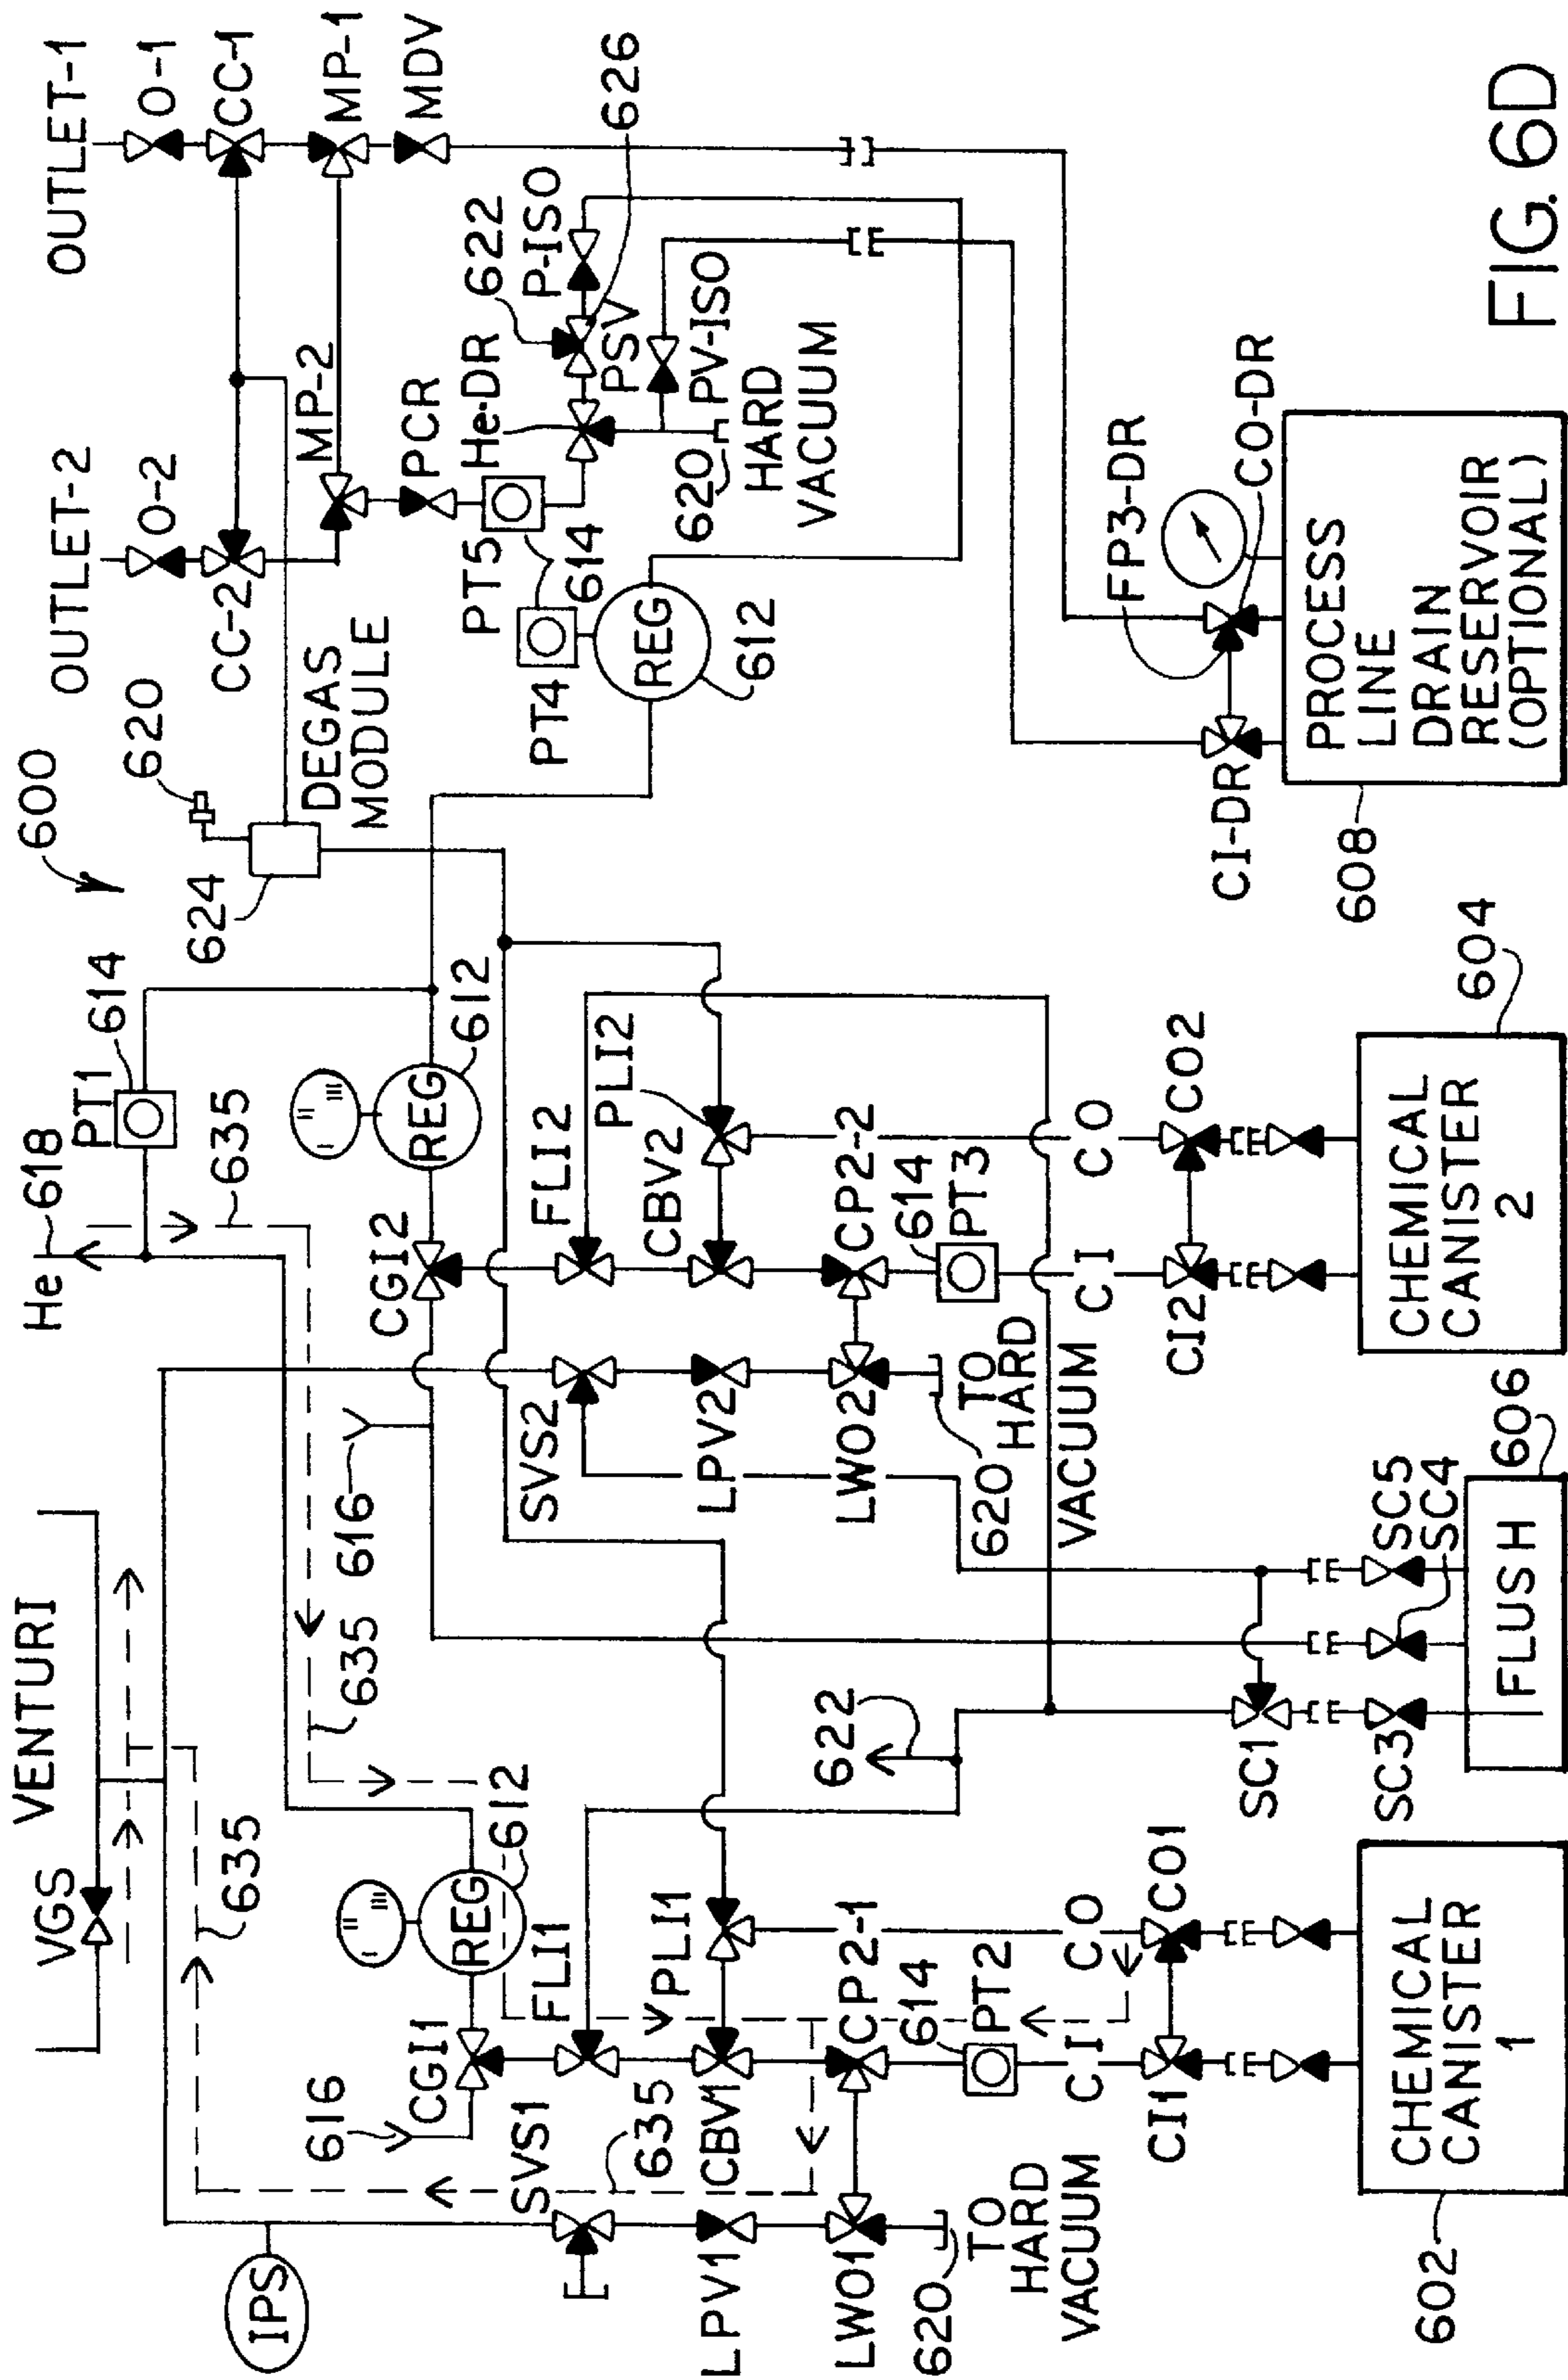 OUTLET-1
O-1
CC-1
MP-1
MDV
OUTLET-2
O-2
CC-2
MP-2
PCR
He-DR
PT5
614
622
P-ISO
626
PSV
PV-ISO
620
HARD
VACUUM
PT4
REG
612
600
620
DEGAS
MODULE
624
FP3-DR
CO-DR
CI-DR
PROCESS
LINE
DRAIN
RESERVOIR
(OPTIONAL)
608
FIG. 6D
He
618
PT1
614
635
REG
612
CGI2
FLI2
PLI2
CBV2
CP2-2
614
PT3
CO
CI
CO2
CI2
CHEMICAL
CANISTER
2
604
SVS2
LPV2
LWO2
620
TO
HARD
VACUUM
616
635
VENTURI
VGS
635
622
SC1
SC3
SC5
SC4
FLUSH
606
REG
612
CGI1
616
FLI1
PLI1
SVS1
635
CBV1
CP2-1
614
PT2
CO
CI
CO1
CI1
IPS
LPV1
LWO1
620
TO
HARD
VACUUM
CHEMICAL
CANISTER
1
602